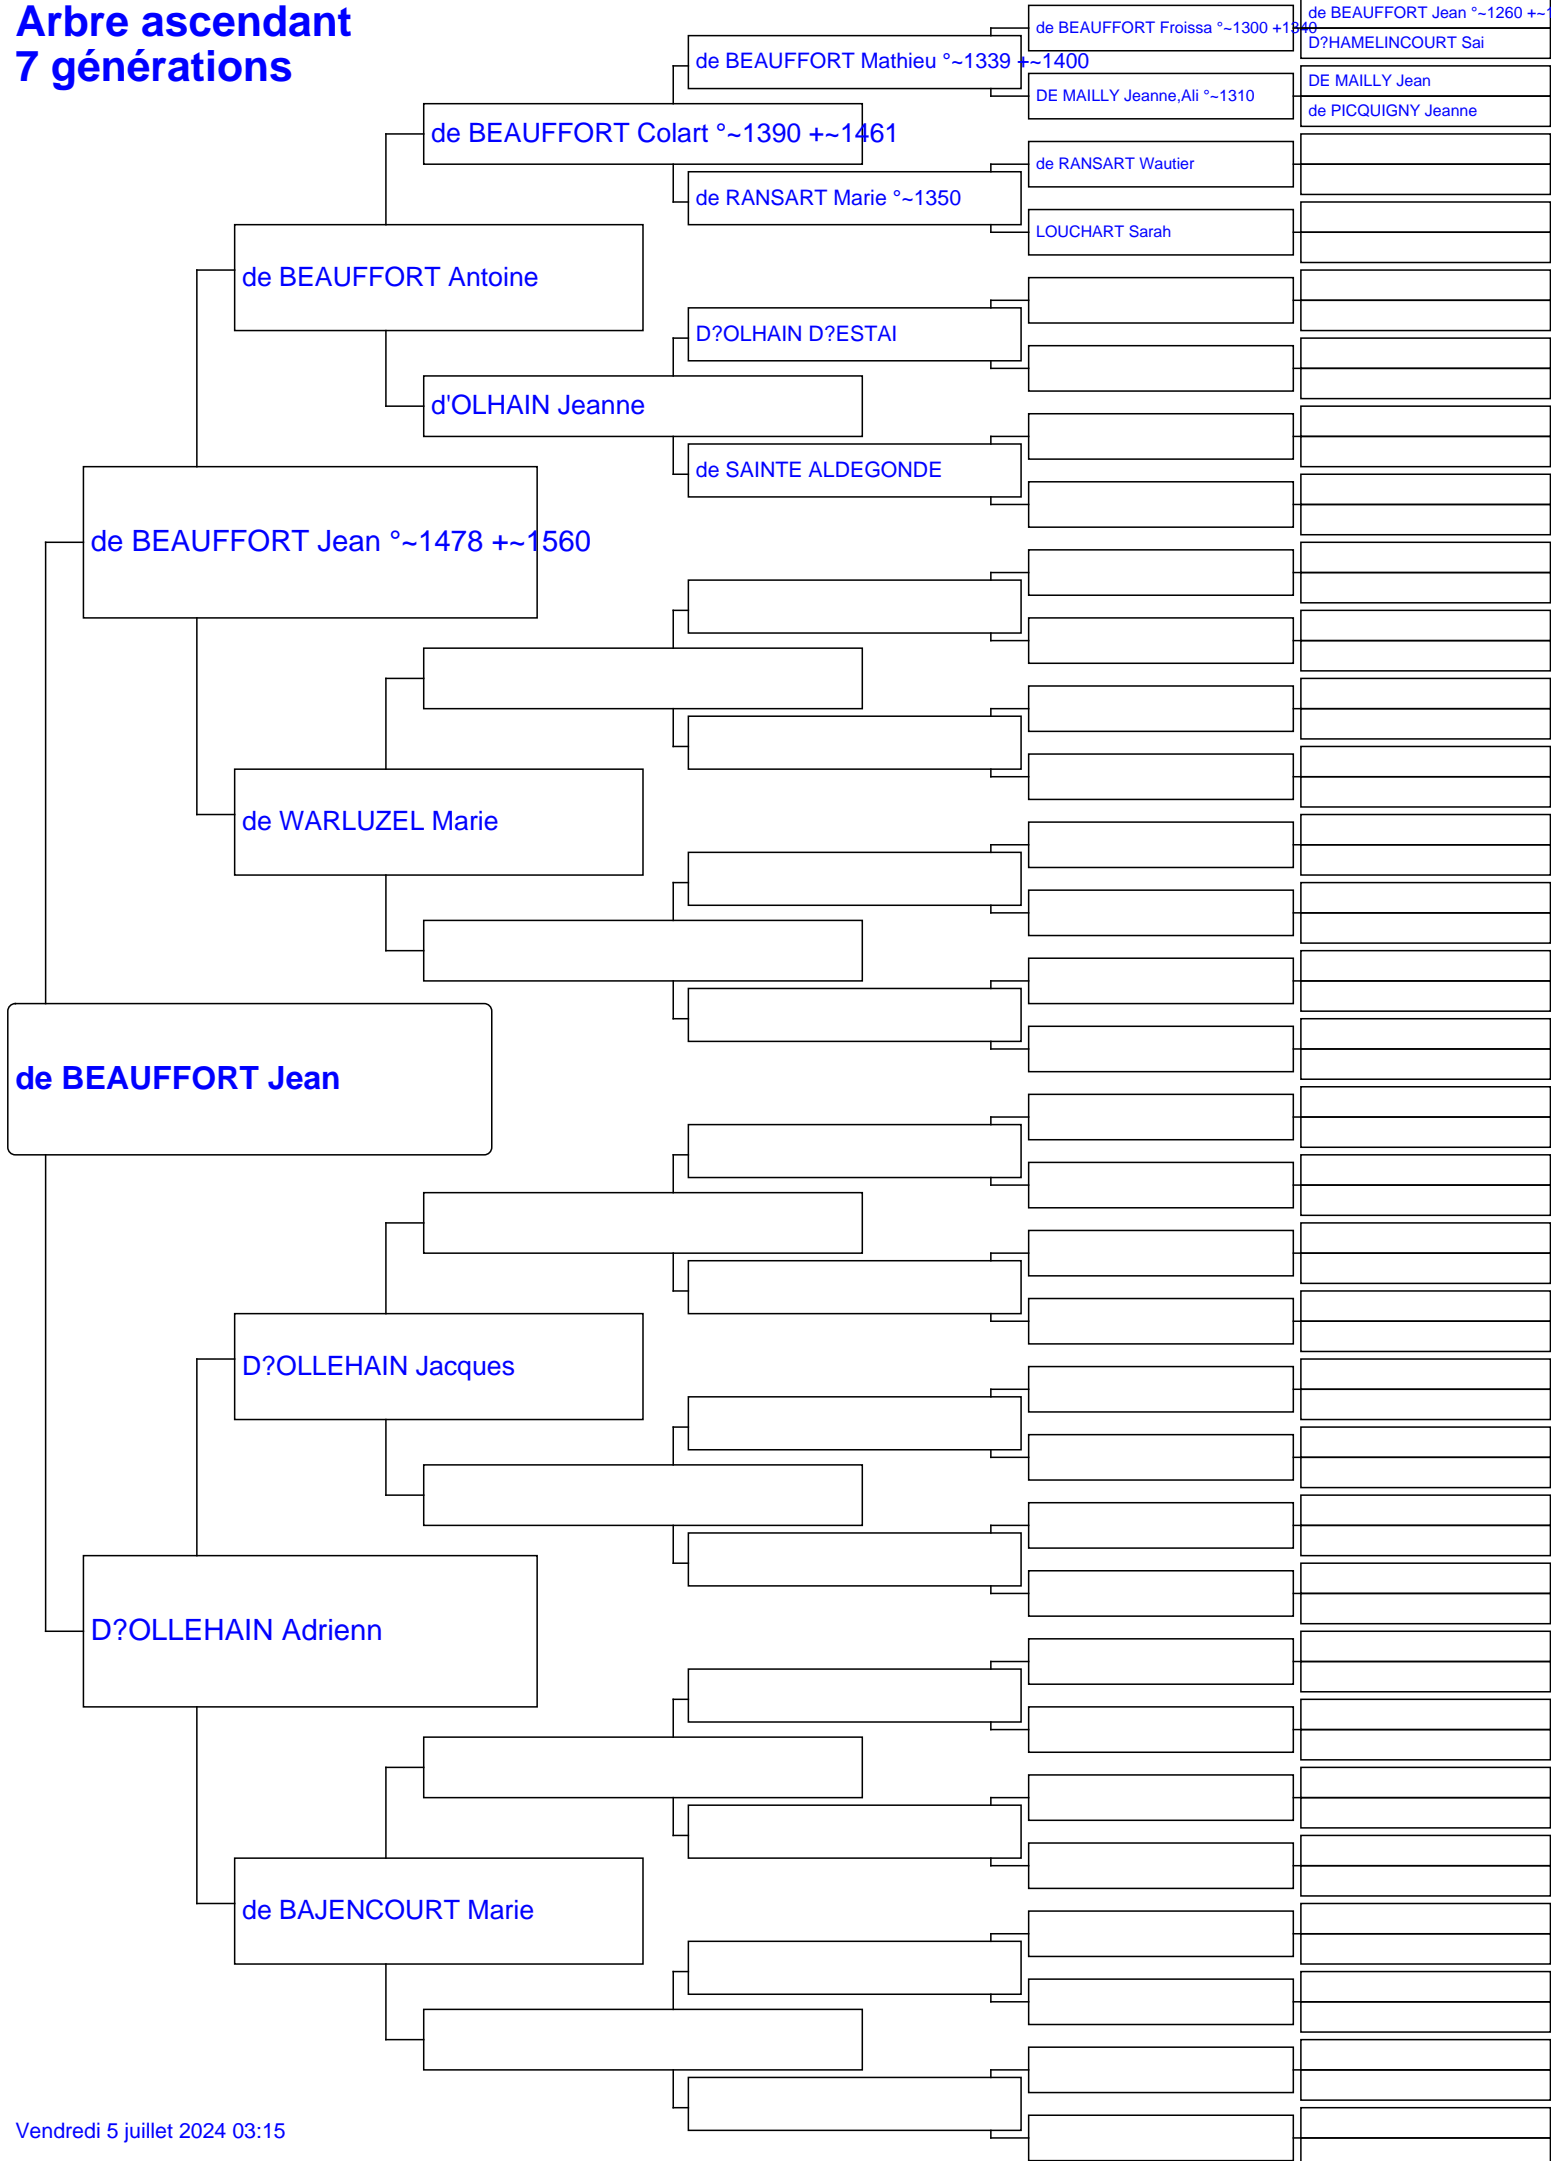 Arbre ascendant
7 générations
de BEAUFFORT Jean °~1260 +~1
de BEAUFFORT Froissa °~1300 +1340
D?HAMELINCOURT Sai
de BEAUFFORT Mathieu °~1339 +~1400
DE MAILLY Jean
DE MAILLY Jeanne,Ali °~1310
de PICQUIGNY Jeanne
de BEAUFFORT Colart °~1390 +~1461
de RANSART Wautier
de RANSART Marie °~1350
LOUCHART Sarah
de BEAUFFORT Antoine
D?OLHAIN D?ESTAI
d'OLHAIN Jeanne
de SAINTE ALDEGONDE
de BEAUFFORT Jean °~1478 +~1560
de WARLUZEL Marie
de BEAUFFORT Jean
D?OLLEHAIN Jacques
D?OLLEHAIN Adrienn
de BAJENCOURT Marie
Vendredi 5 juillet 2024 03:15